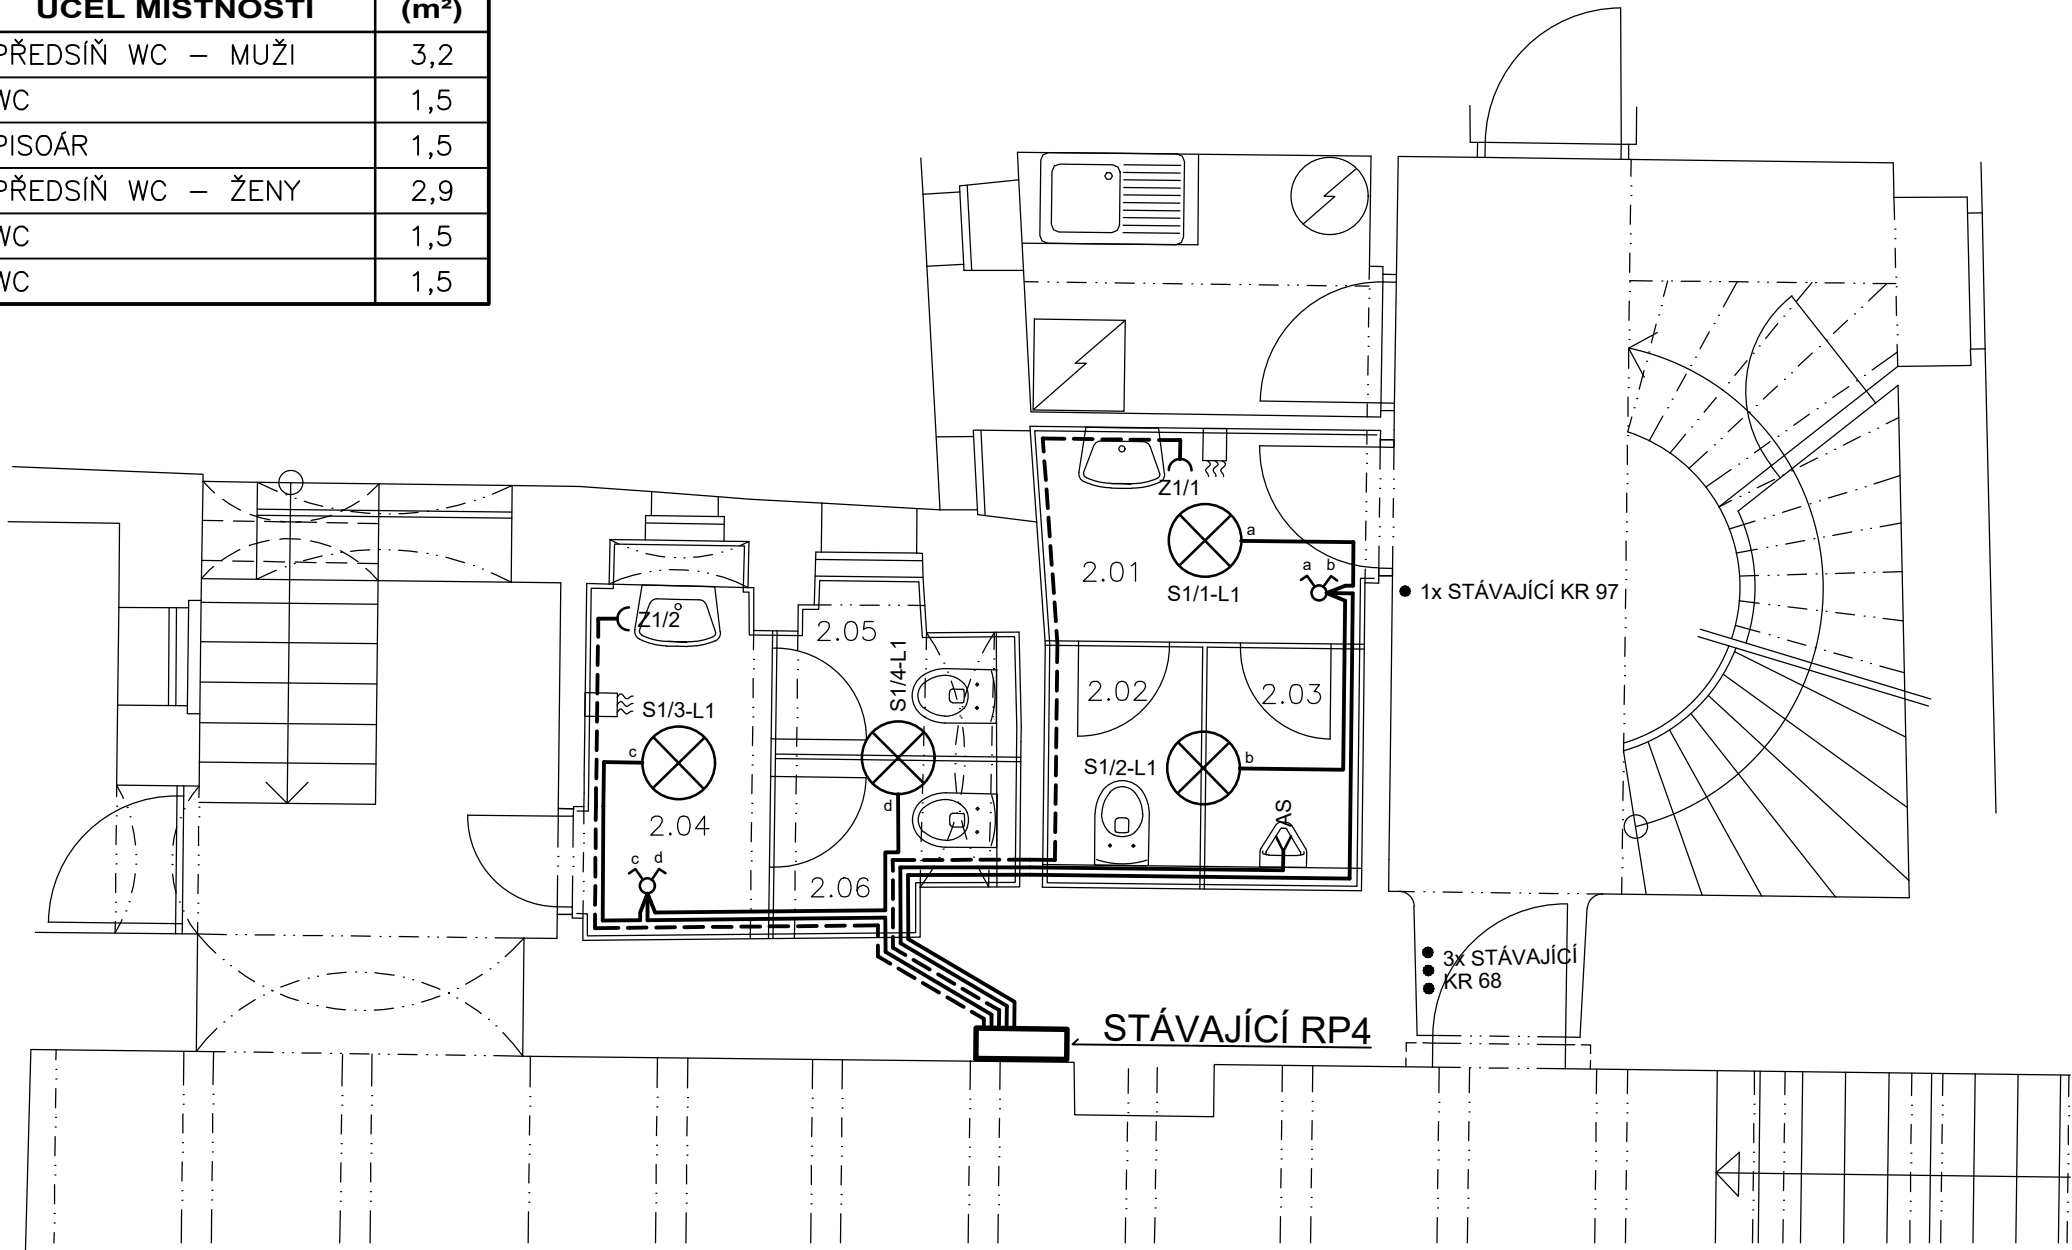 ÚČEL MÍSTNOSTI (m²)
PŘEDSÍŇ WC – MUŽI 3,2
WC 1,5
PISOÁR 1,5
PŘEDSÍŇ WC – ŽENY 2,9
WC 1,5
WC 1,5
Z1/1
a
2.01
a b
S1/1-L1
1x STÁVAJÍCÍ KR 97
Z1/2
2.05
S1/4-L1
2.02
2.03
S1/3-L1
c
b
S1/2-L1
d
AS
2.04
c d
2.06
3x STÁVAJÍCÍ
KR 68
STÁVAJÍCÍ RP4